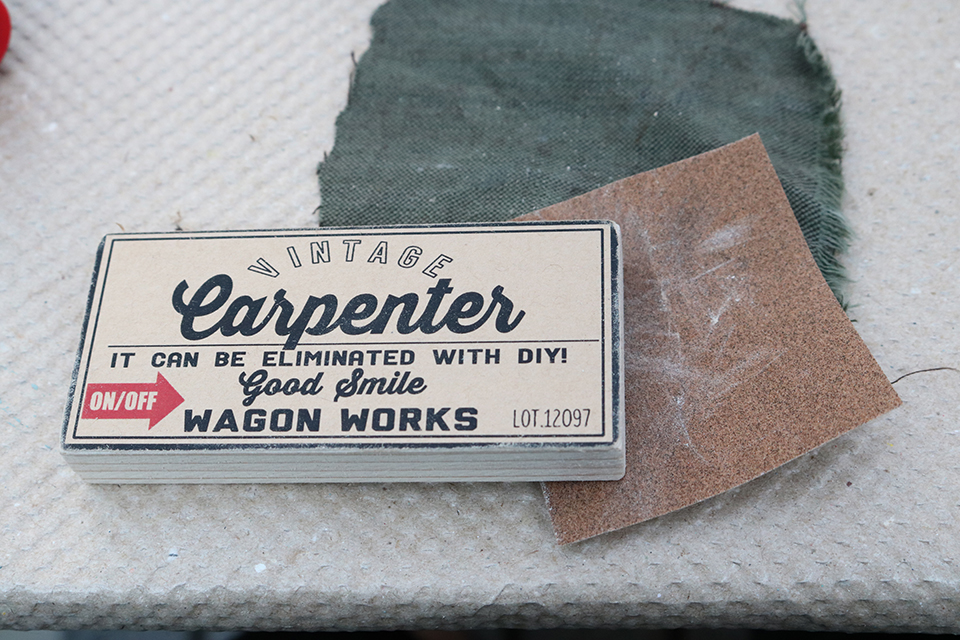 VINTAGE
Carpenter
IT CAN BE ELIMINATED WITH DIY!
Good Smile
ON/OFF
WAGON WORKS
LOT.12097